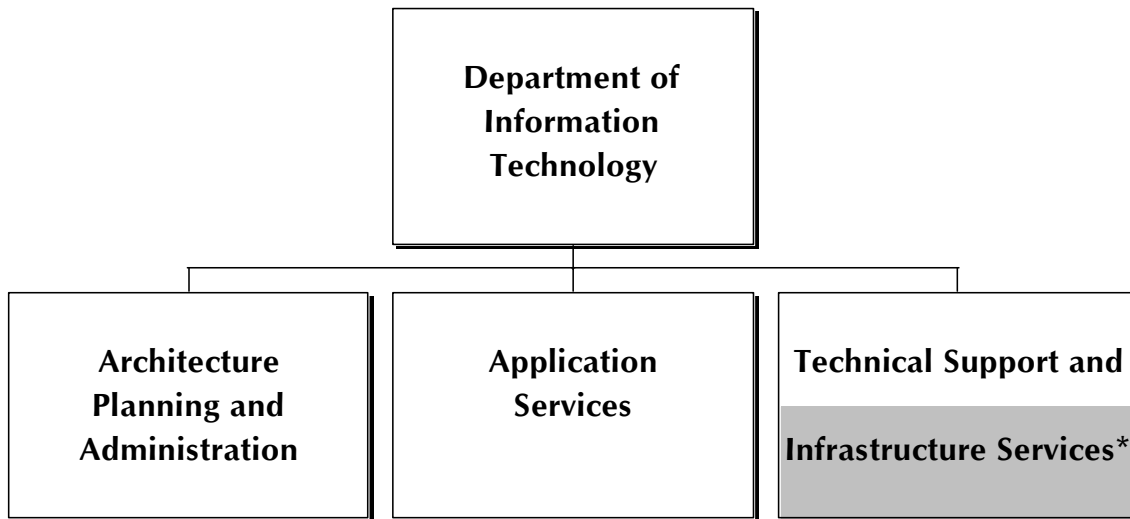 Department of
Information
Technology
Architecture
Planning and
Administration
Application
Services
Technical Support and
Infrastructure Services*